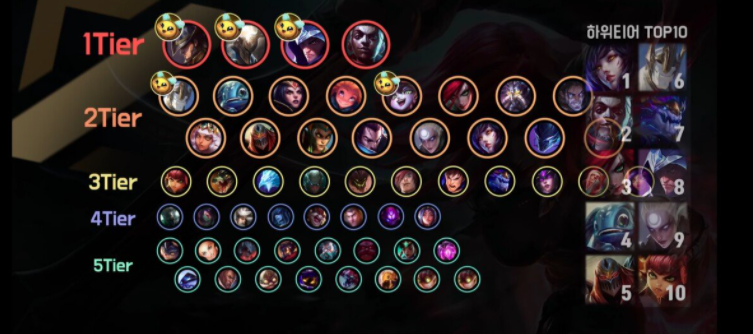 1Tier
하위티어 TOP10
2Tier
3Tier
4Tier
5Tier
1 6
2 7
3 8
4 9
5 10